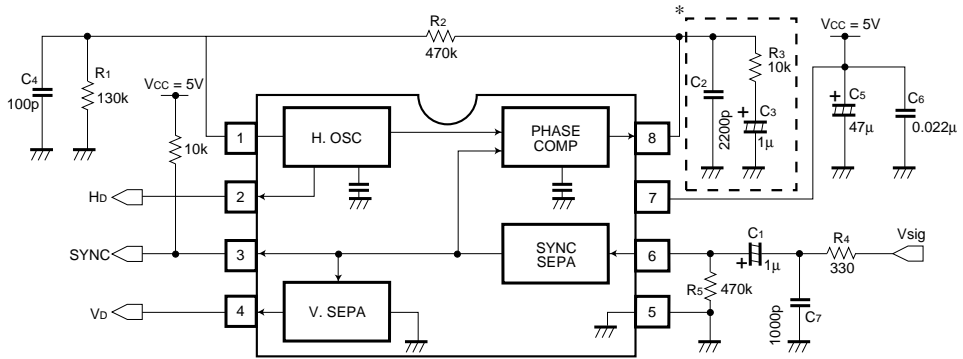 *
R2
470k
C4
100p
R1
130k
VCC = 5V
10k
C2
2200p
R3
10k
C3
1μ
VCC = 5V
C5
47μ
C6
0.022μ
1
H. OSC
PHASE
COMP
8
HD
2
7
SYNC
3
SYNC
SEPA
6
C1
1μ
R4
330
Vsig
VD
4
V. SEPA
5
R5
470k
1000p
C7